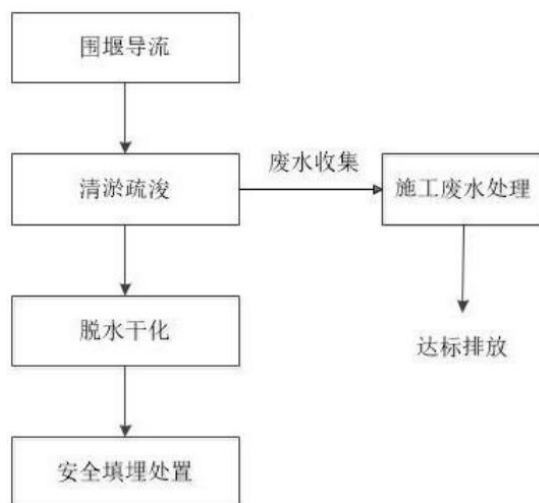 围堰导流
清淤疏浚
废水收集
施工废水处理
脱水干化
达标排放
安全填埋处置